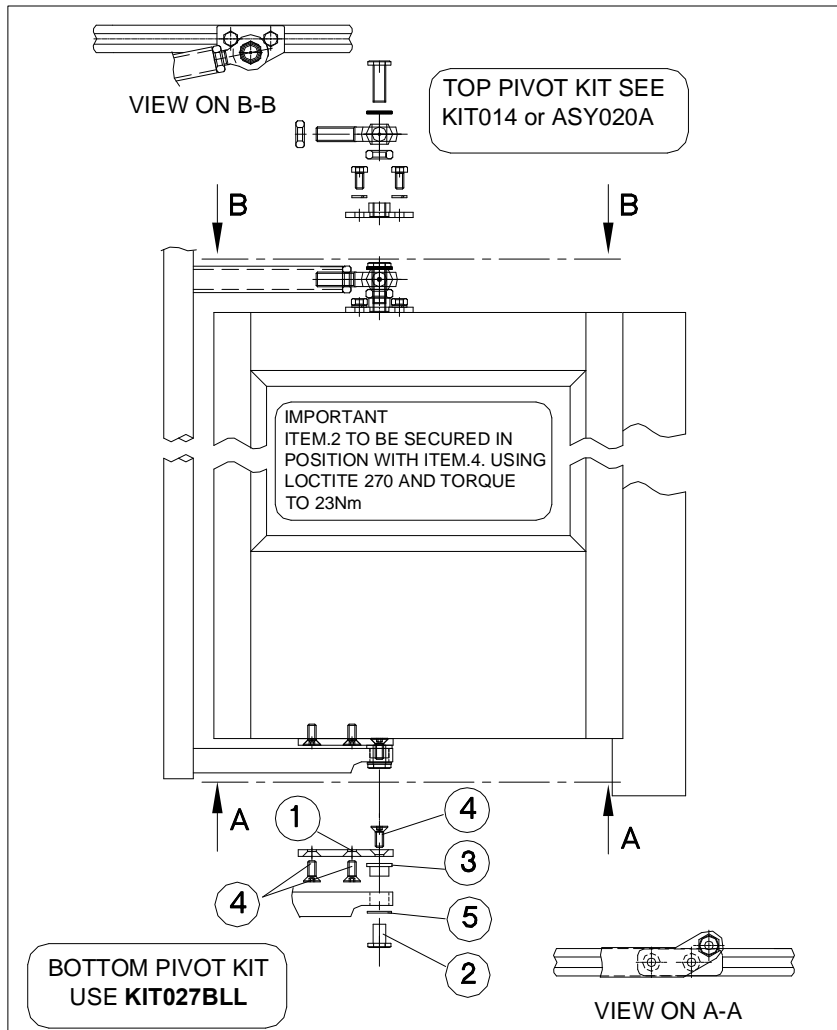 VIEW ON B-B
TOP PIVOT KIT SEE
KIT014 or ASY020A
B
B
IMPORTANT
ITEM.2 TO BE SECURED IN
POSITION WITH ITEM.4. USING
LOCTITE 270 AND TORQUE
TO 23Nm
A
A
1
4
3
4
5
2
BOTTOM PIVOT KIT
USE KIT027BLL
VIEW ON A-A